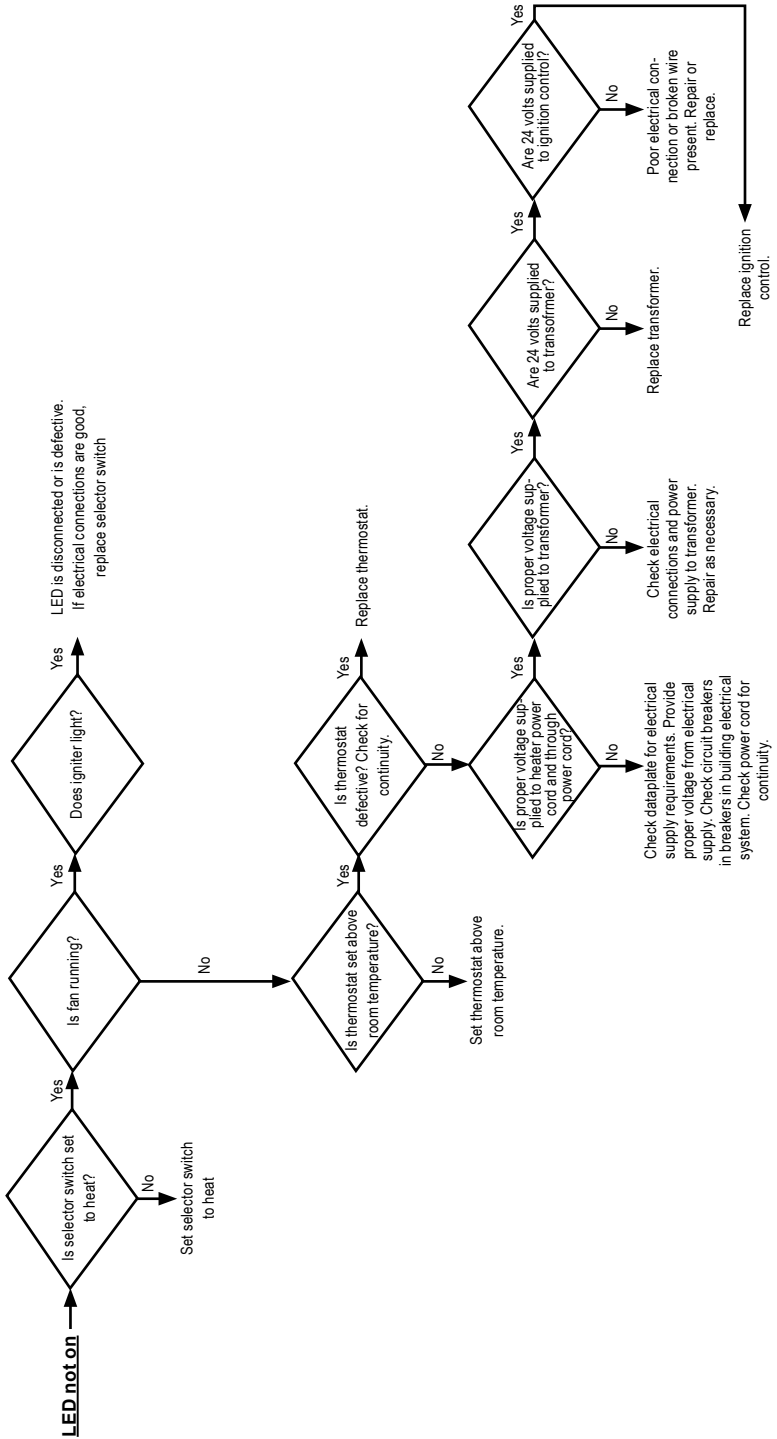 LED not on
Is selector switch set
to heat?
Yes
No
Set selector switch
to heat
Is fan running?
Yes
No
Does igniter light?
Yes
LED is disconnected or is defective.
If electrical connections are good,
replace selector switch
Is thermostat set above
room temperature?
Yes
No
Set thermostat above
room temperature.
Is thermostat
defective? Check for
continuity.
Yes
Replace thermostat.
No
Is proper voltage sup-
plied to heater power
cord and through
power cord?
Yes
No
Check dataplate for electrical
supply requirements. Provide
proper voltage from electrical
supply. Check circuit breakers
in breakers in building electrical
system. Check power cord for
continuity.
Is proper voltage sup-
plied to transformer?
Yes
No
Check electrical
connections and power
supply to transformer.
Repair as necessary.
Are 24 volts supplied
to transofrmer?
Yes
No
Replace transformer.
Are 24 volts supplied
to ignition control?
Yes
No
Poor electrical con-
nection or broken wire
present. Repair or
replace.
Replace ignition
control.